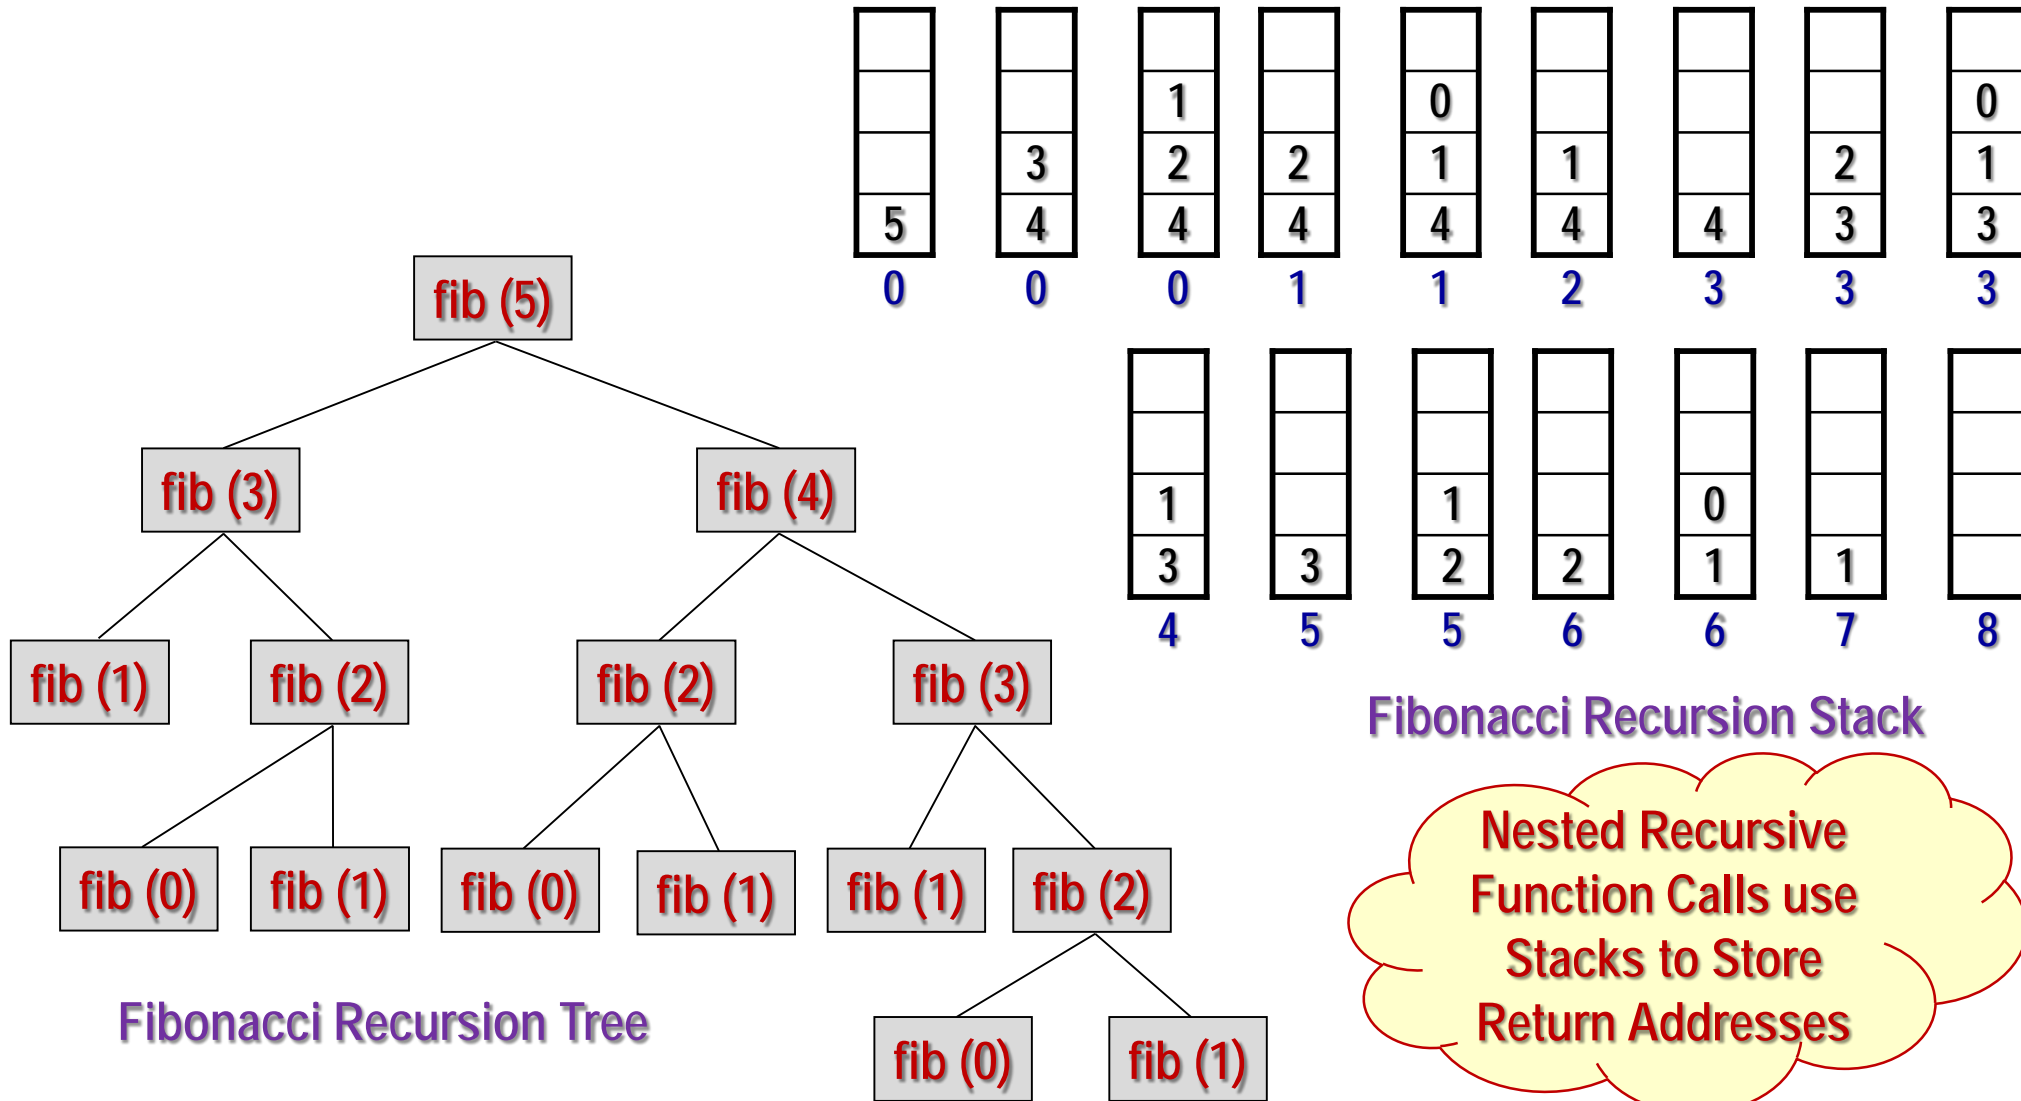 1 0 0
3 2 2 1 1 2 1
5 4 4 4 4 4 4 3 3
0 0 0 1 1 2 3 3 3
fib (5)
1 1 0
3 3 2 2 1 1
4 5 5 6 6 7 8
fib (3) fib (4)
fib (1) fib (2) fib (2) fib (3)
Fibonacci Recursion Stack
fib (0) fib (1) fib (0) fib (1) fib (1) fib (2)
Nested Recursive
Function Calls use
Stacks to Store
Return Addresses
Fibonacci Recursion Tree
fib (0) fib (1)